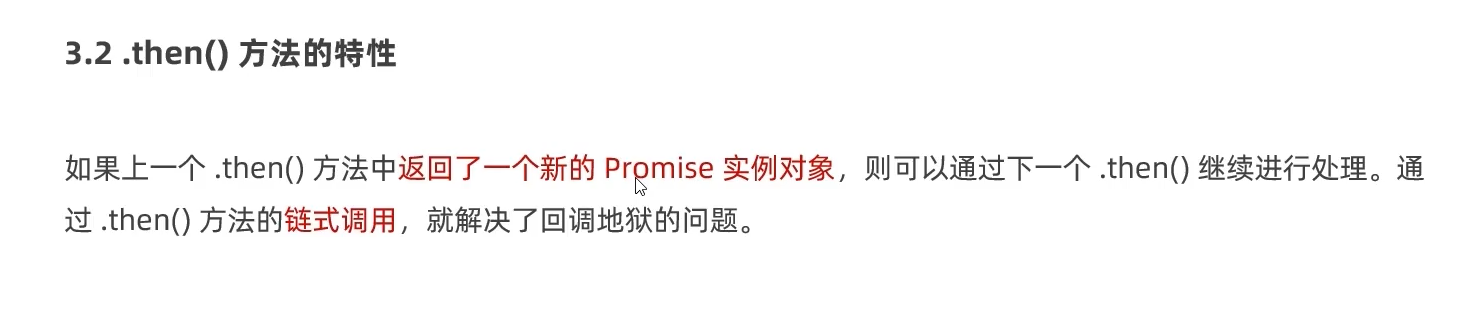 3.2 .then() 方法的特性
如果上一个 .then() 方法中返回了一个新的 Promise 实例对象，则可以通过下一个 .then() 继续进行处理。通
过 .then() 方法的链式调用，就解决了回调地狱的问题。